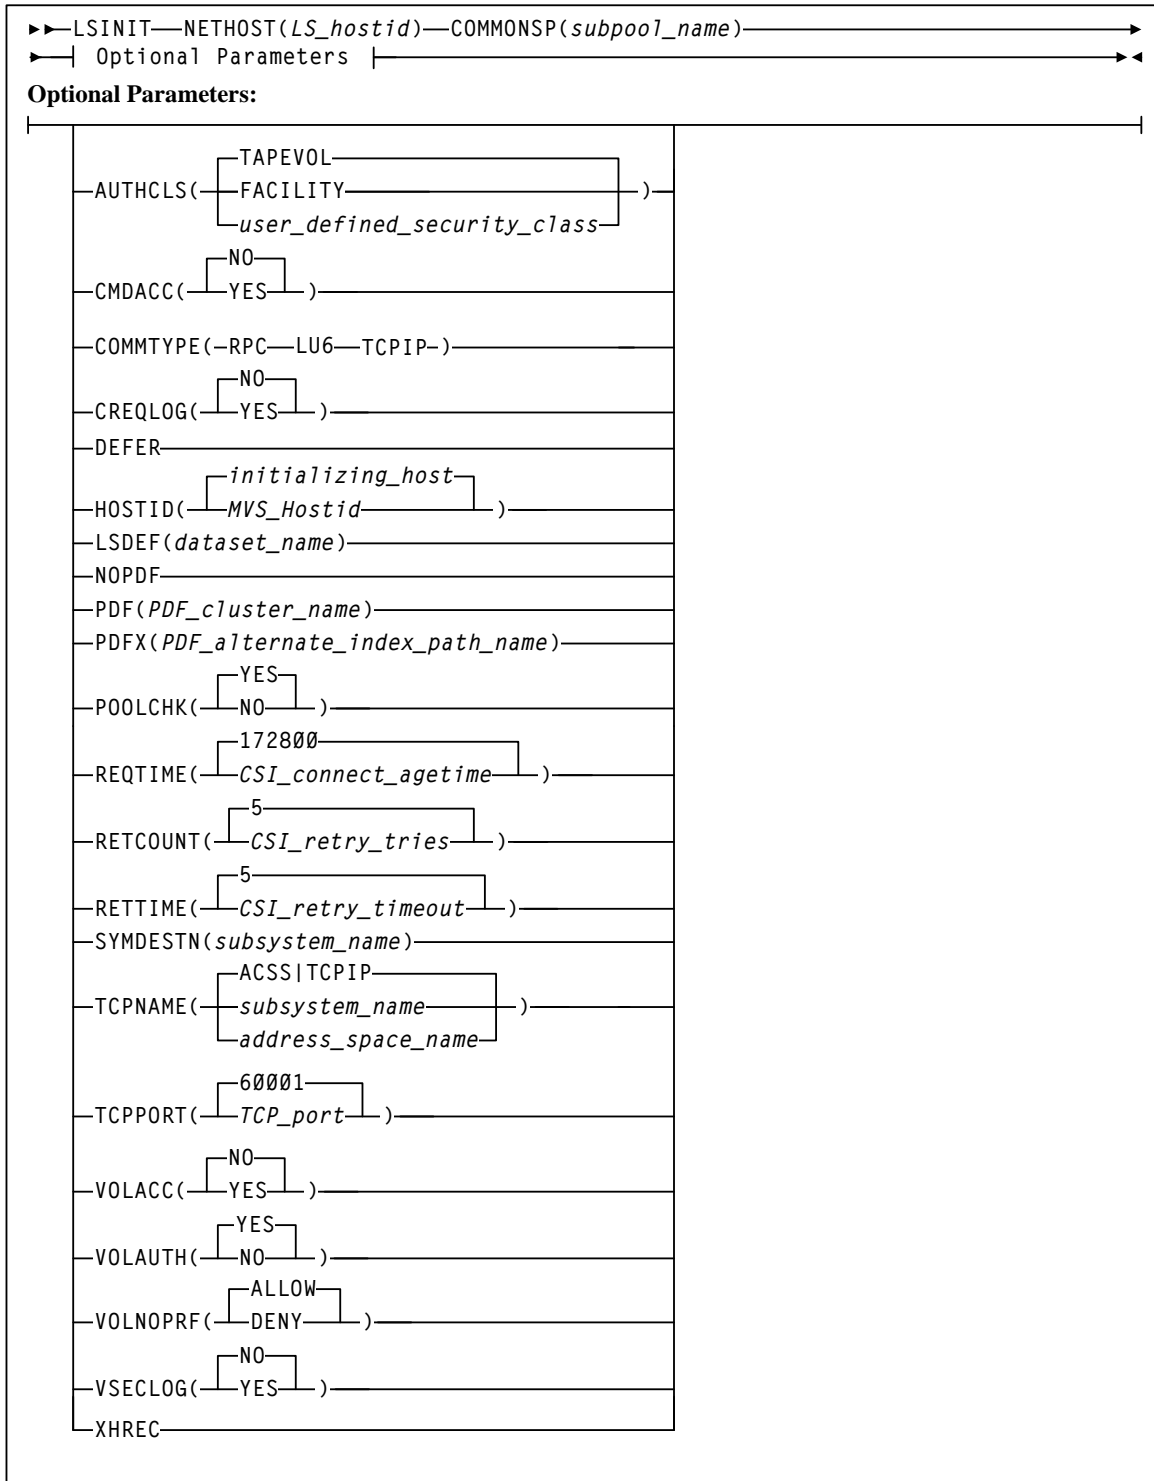 LSINIT NETHOST(LS_hostid) COMMONSP(subpool_name)
Optional Parameters
Optional Parameters:
TAPEVOL
AUTHCLS( FACILITY )
user_defined_security_class
NO
CMDACC( YES )
COMMTYPE( RPC LU6 TCPIP )
NO
CREQLOG( YES )
DEFER
initializing_host
HOSTID( MVS_Hostid )
LSDEF(dataset_name)
NOPDF
PDF(PDF_cluster_name)
PDFX(PDF_alternate_index_path_name)
YES
POOLCHK( NO )
1728ØØ
REQTIME( CSI_connect_agetime )
5
RETCOUNT( CSI_retry_tries )
5
RETTIME( CSI_retry_timeout )
SYMDESTN(subsystem_name)
ACSS|TCPIP
TCPNAME( subsystem_name )
address_space_name
6ØØØ1
TCPPORT( TCP_port )
NO
VOLACC( YES )
YES
VOLAUTH( NO )
ALLOW
VOLNOPRF( DENY )
NO
VSECLOG( YES )
XHREC